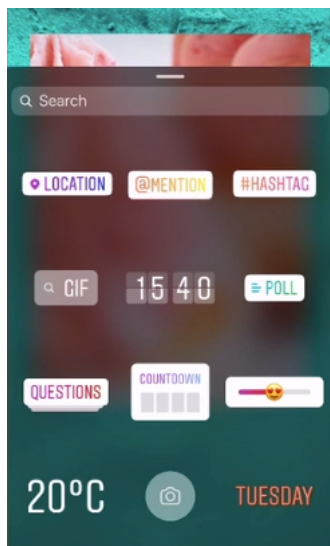 Search
LOCATION
@MENTION
#HASHTAG
GIF
15 40
POLL
QUESTIONS
COUNTDOWN
20°C
TUESDAY